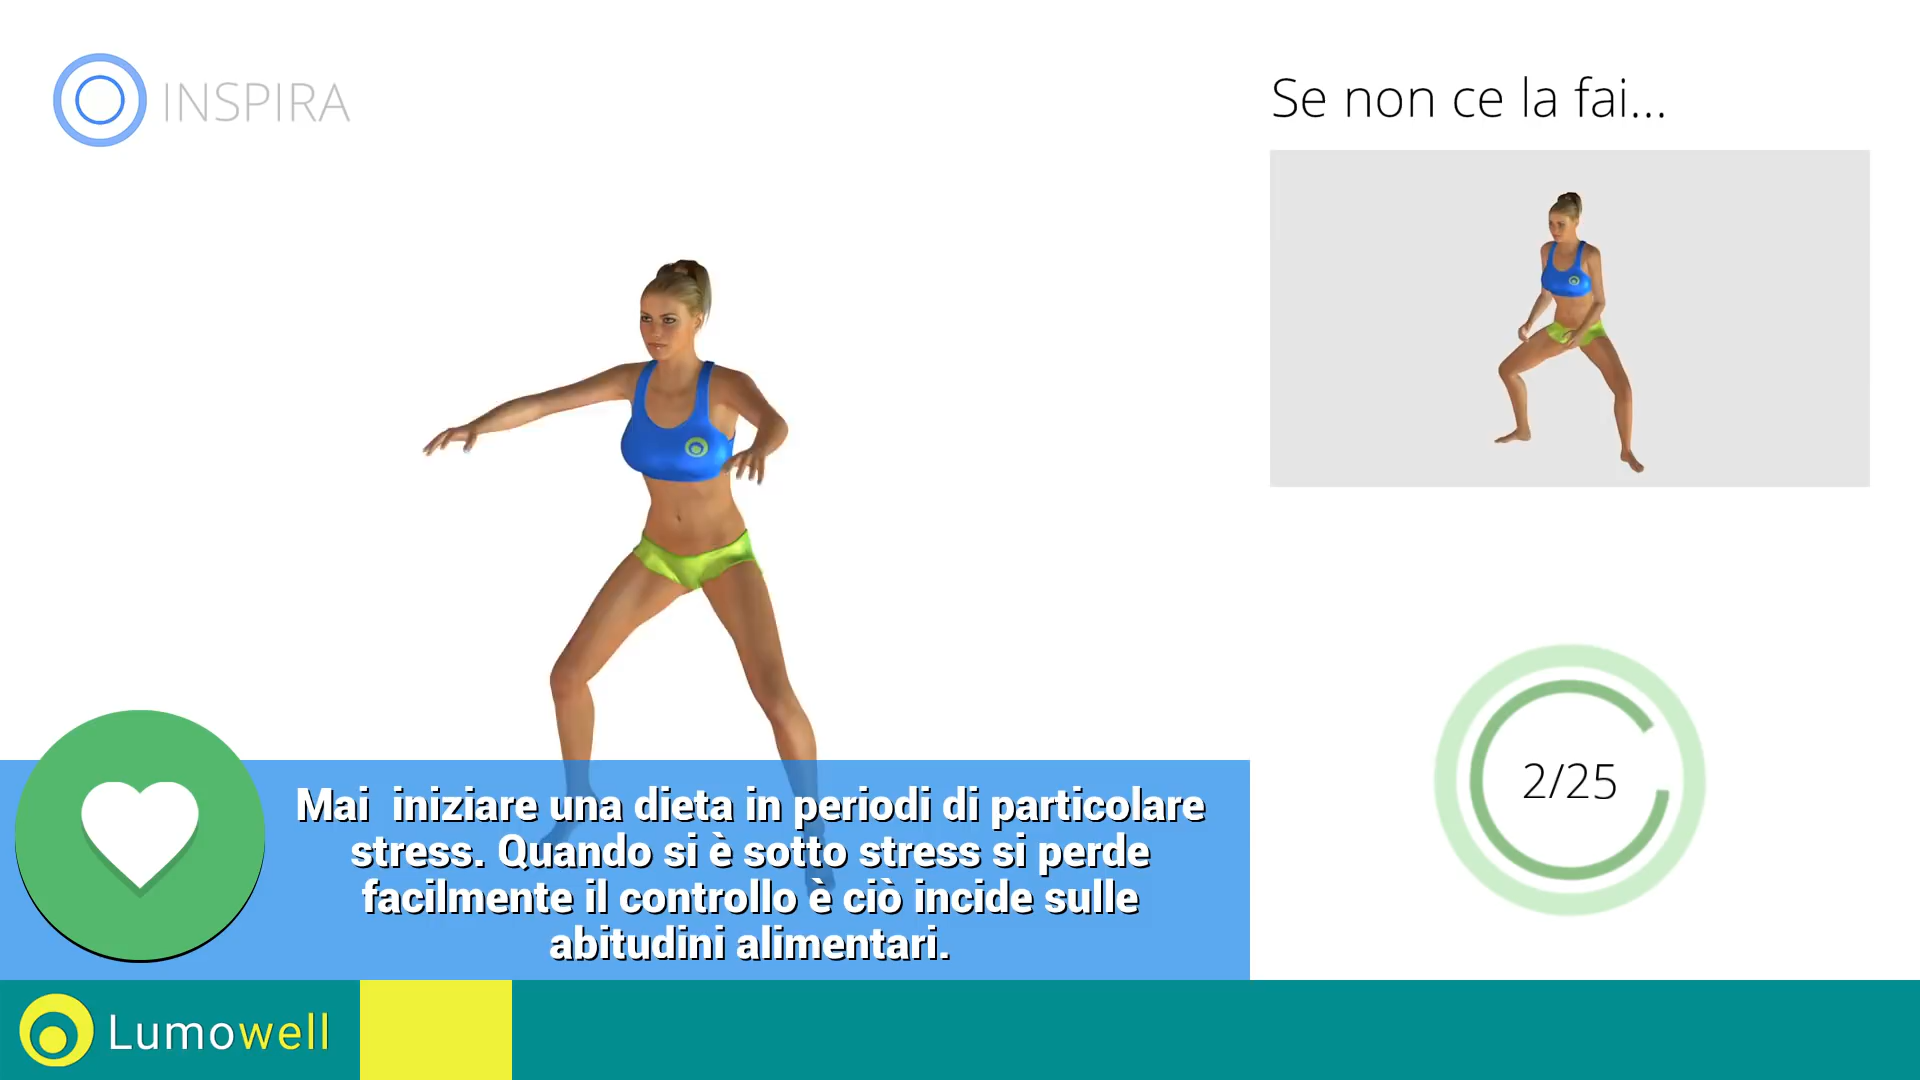 INSPIRA
Se non ce la fai...
2/25
Mai  iniziare una dieta in periodi di particolare
stress. Quando si è sotto stress si perde
facilmente il controllo è ciò incide sulle
abitudini alimentari.
Lumowell